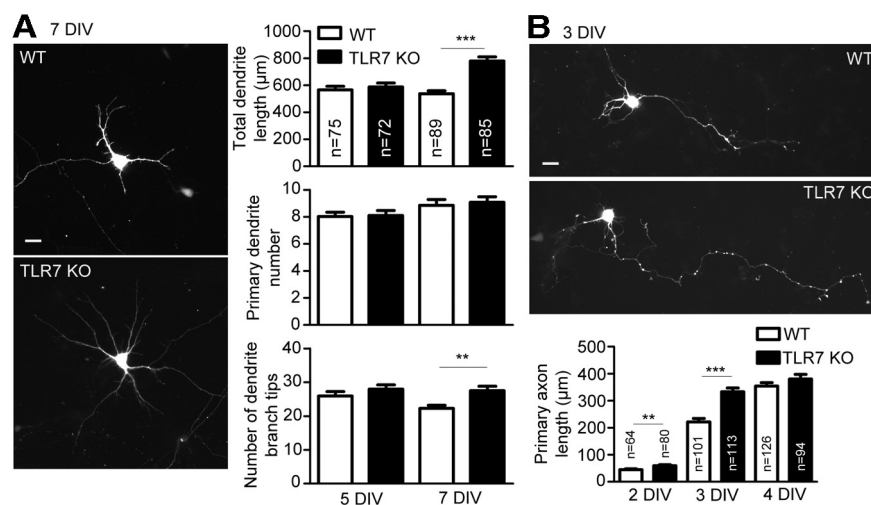 A 7 DIV
WT
TLR7 KO
Total dendrite
length (µm)
1000
800
600
400
200
0
WT
TLR7 KO
***
n=75
n=72
n=89
n=85
Primary dendrite
number
10
8
6
4
2
0
Number of dendrite
branch tips
40
30
20
10
0
**
5 DIV
7 DIV
B 3 DIV
WT
TLR7 KO
WT
TLR7 KO
Primary axon
length (µm)
500
400
300
200
100
0
**
***
n=64
n=80
n=101
n=113
n=126
n=94
2 DIV
3 DIV
4 DIV